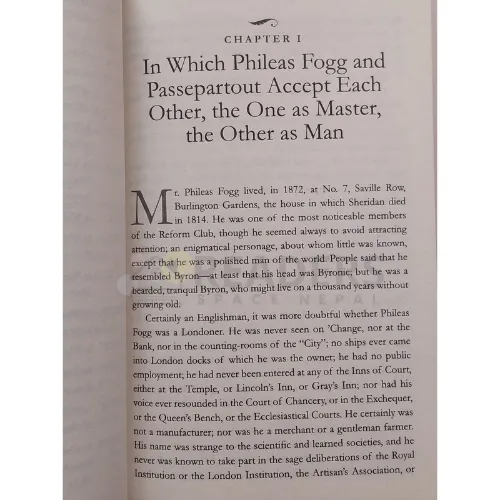 CHAPTER I
In Which Phileas Fogg and
Passepartout Accept Each
Other, the One as Master,
the Other as Man
Mr. Phileas Fogg lived, in 1872, at No. 7, Saville Row,
Burlington Gardens, the house in which Sheridan died
in 1814. He was one of the most noticeable members
of the Reform Club, though he seemed always to avoid attracting
attention; an enigmatical personage, about whom little was known,
except that he was a polished man of the world. People said that he
resembled Byron—at least that his head was Byronic; but he was a
bearded, tranquil Byron, who might live on a thousand years without
growing old.
SPACE NEPAL
Certainly an Englishman, it was more doubtful whether Phileas
Fogg was a Londoner. He was never seen on 'Change, nor at the
Bank, nor in the counting-rooms of the "City"; no ships ever came
into London docks of which he was the owner; he had no public
employment; he had never been entered at any of the Inns of Court,
either at the Temple, or Lincoln's Inn, or Gray's Inn; nor had his
voice ever resounded in the Court of Chancery, or in the Exchequer,
or the Queen's Bench, or the Ecclesiastical Courts. He certainly was
not a manufacturer; nor was he a merchant or a gentleman farmer.
His name was strange to the scientific and learned societies, and he
never was known to take part in the sage deliberations of the Royal
Institution or the London Institution, the Artisan's Association, or